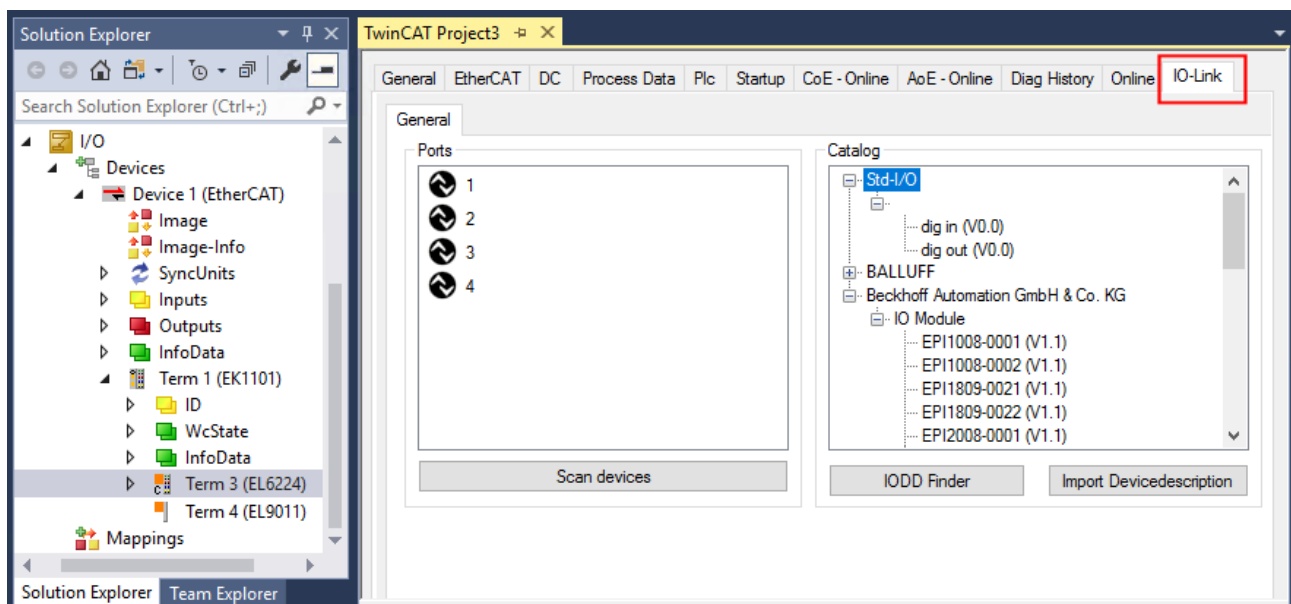 Solution Explorer
Search Solution Explorer (Ctrl+;)
I/O
Devices
Device 1 (EtherCAT)
Image
Image-Info
SyncUnits
Inputs
Outputs
InfoData
Term 1 (EK1101)
ID
WcState
InfoData
Term 3 (EL6224)
Term 4 (EL9011)
Mappings
Solution Explorer Team Explorer
TwinCAT Project3
General EtherCAT DC Process Data Plc Startup CoE - Online AoE - Online Diag History Online IO-Link
General
Ports
1
2
3
4
Scan devices
Catalog
Std-I/O
dig in (V0.0)
dig out (V0.0)
BALLUFF
Beckhoff Automation GmbH & Co. KG
IO Module
EPI1008-0001 (V1.1)
EPI1008-0002 (V1.1)
EPI1809-0021 (V1.1)
EPI1809-0022 (V1.1)
EPI2008-0001 (V1.1)
IODD Finder Import Devicedescription